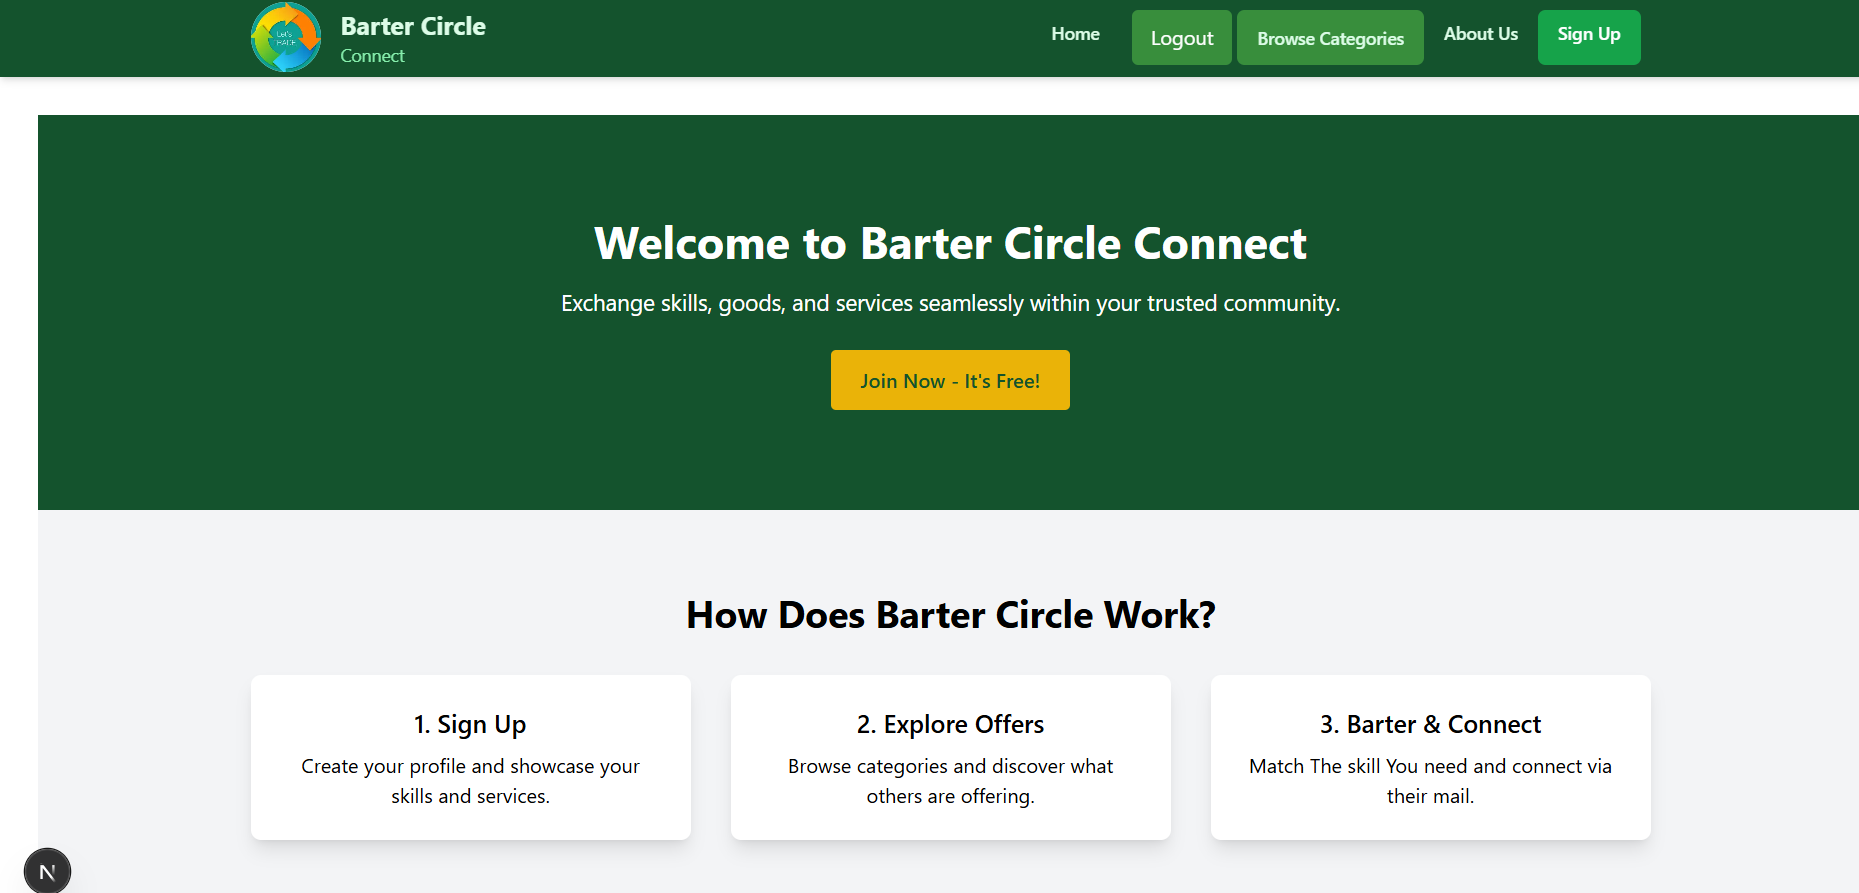 Let's
TRADE
Barter Circle
Connect
Home
Logout
Browse Categories
About Us
Sign Up
Welcome to Barter Circle Connect
Exchange skills, goods, and services seamlessly within your trusted community.
Join Now - It's Free!
How Does Barter Circle Work?
1. Sign Up
Create your profile and showcase your
skills and services.
2. Explore Offers
Browse categories and discover what
others are offering.
3. Barter & Connect
Match The skill You need and connect via
their mail.
N